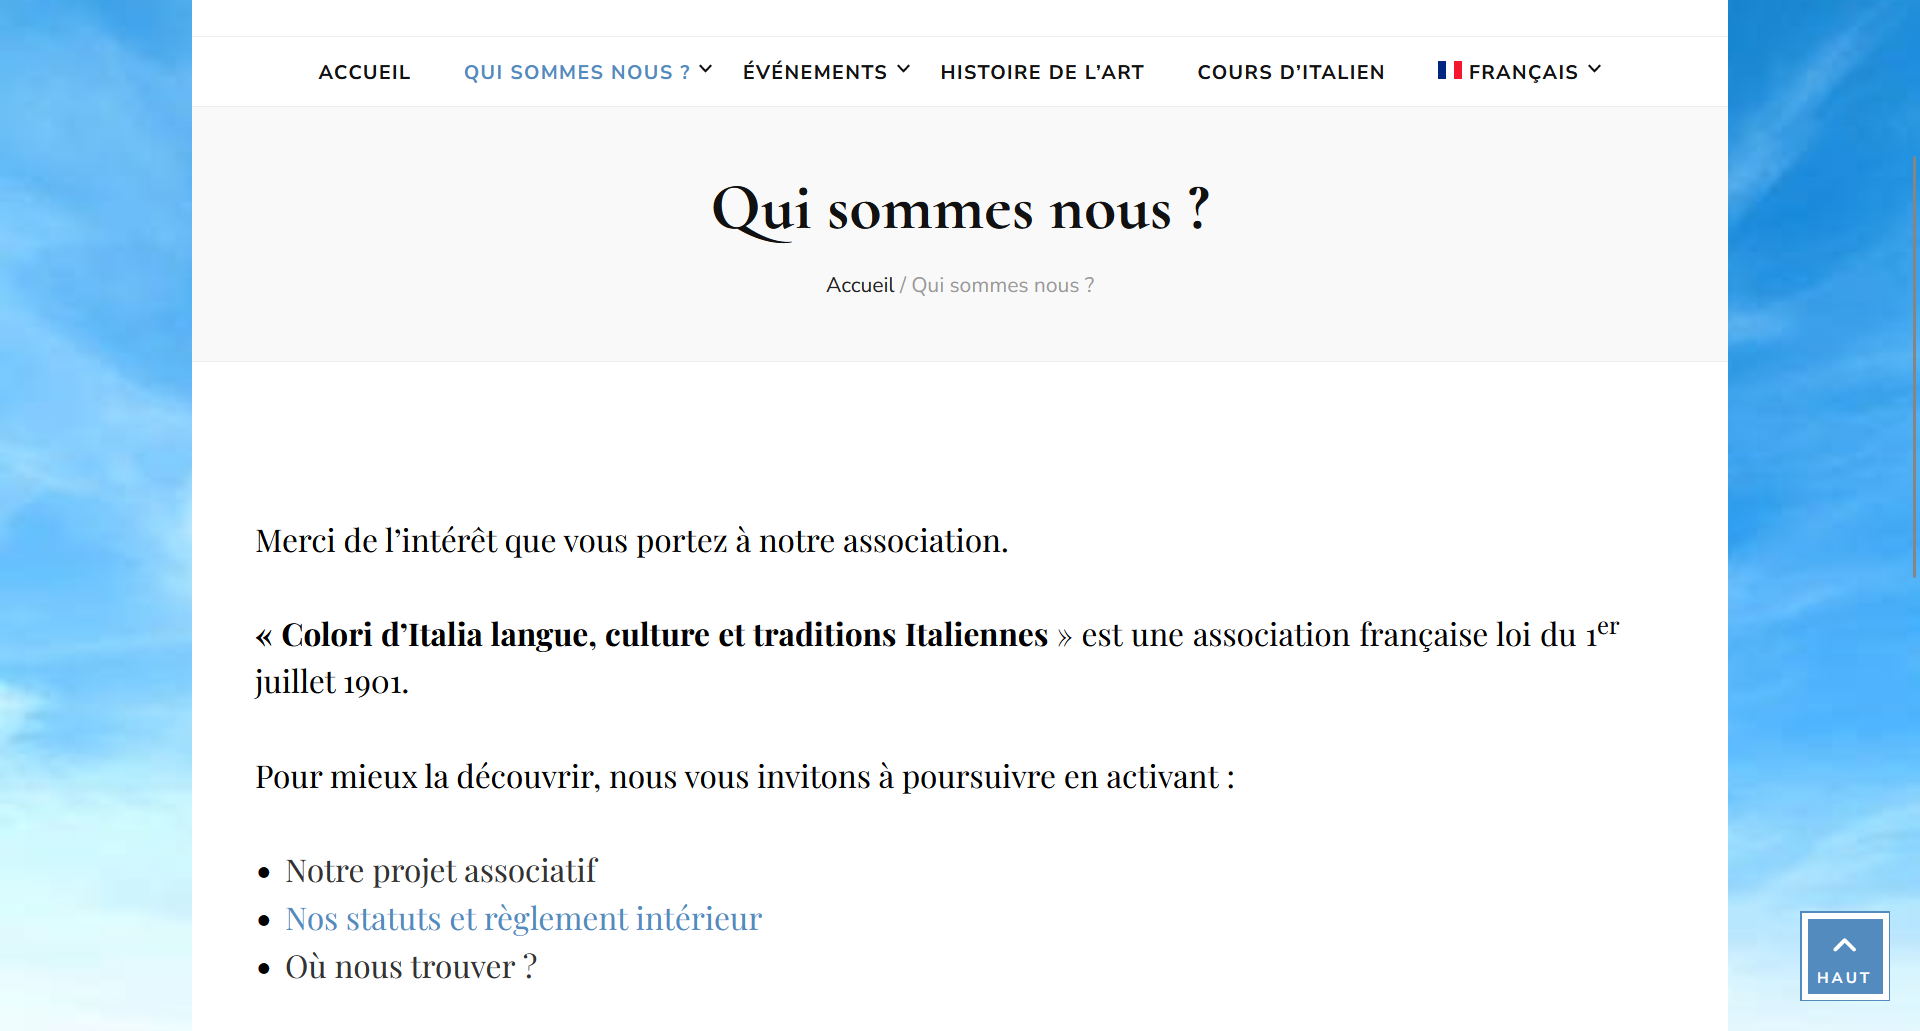 ACCUEIL QUI SOMMES NOUS ? ÉVÉNEMENTS HISTOIRE DE L’ART COURS D’ITALIEN FRANÇAIS
Qui sommes nous ?
Accueil / Qui sommes nous ?
Merci de l’intérêt que vous portez à notre association.
« Colori d’Italia langue, culture et traditions Italiennes » est une association française loi du 1er
juillet 1901.
Pour mieux la découvrir, nous vous invitons à poursuivre en activant :
• Notre projet associatif
• Nos statuts et règlement intérieur
• Où nous trouver ?
HAUT